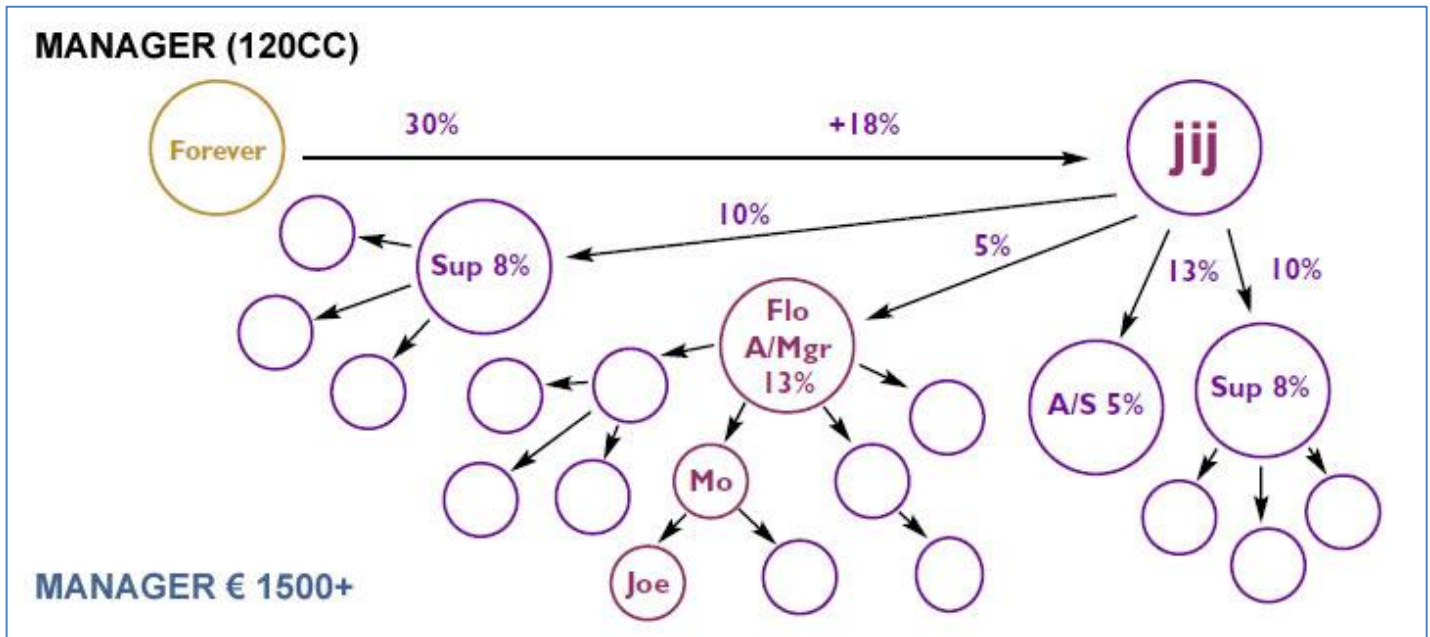 MANAGER (120CC)
30%
+18%
Forever
jij
10%
5%
13%
10%
Sup 8%
Flo
A/Mgr
13%
A/S 5%
Sup 8%
Mo
Joe
MANAGER € 1500+